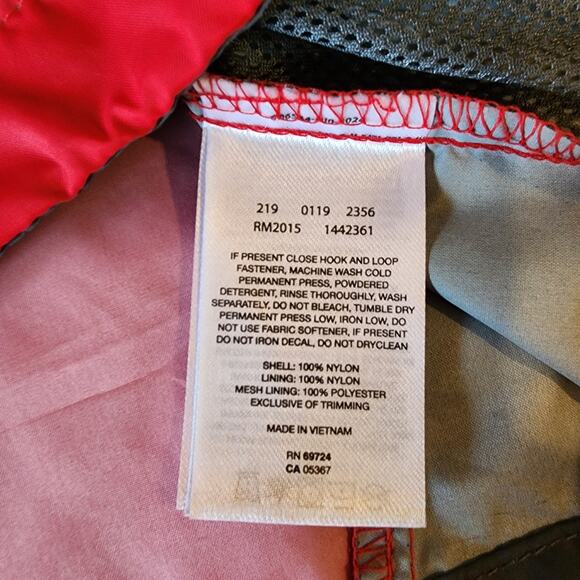 219 0119 2356
RM2015 1442361
IF PRESENT CLOSE HOOK AND LOOP
FASTENER, MACHINE WASH COLD
PERMANENT PRESS, POWDERED
DETERGENT, RINSE THOROUGHLY, WASH
SEPARATELY, DO NOT BLEACH, TUMBLE DRY
PERMANENT PRESS LOW, IRON LOW, DO
NOT USE FABRIC SOFTENER, IF PRESENT
DO NOT IRON DECAL, DO NOT DRYCLEAN
SHELL: 100% NYLON
LINING: 100% NYLON
MESH LINING: 100% POLYESTER
EXCLUSIVE OF TRIMMING
MADE IN VIETNAM
RN 69724
CA 05367